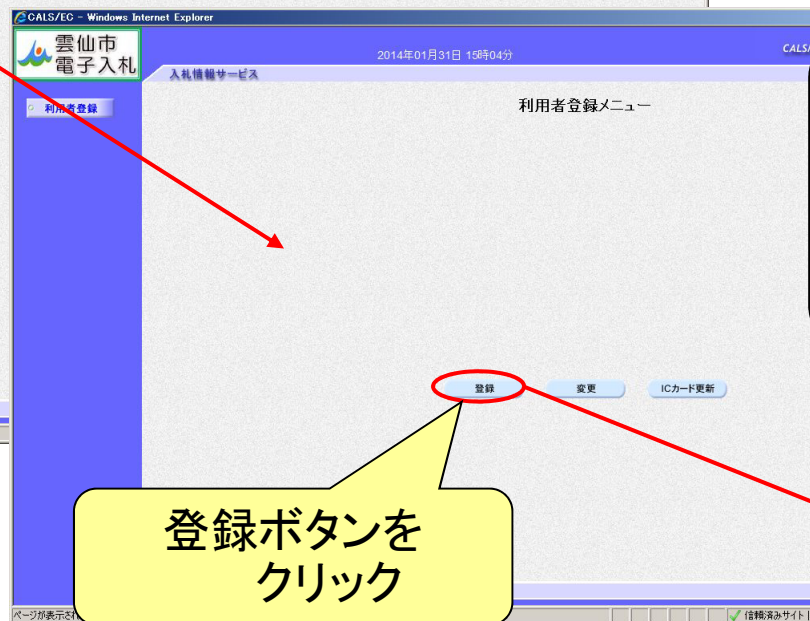 CALS/EC - Windows Internet Explorer
雲仙市
電子入札
2014年01月31日 15時04分
CALS/
入札情報サービス
利用者登録
利用者登録メニュー
登録
変更
ICカード更新
登録ボタンを
クリック
ページが表示され
信頼済みサイト